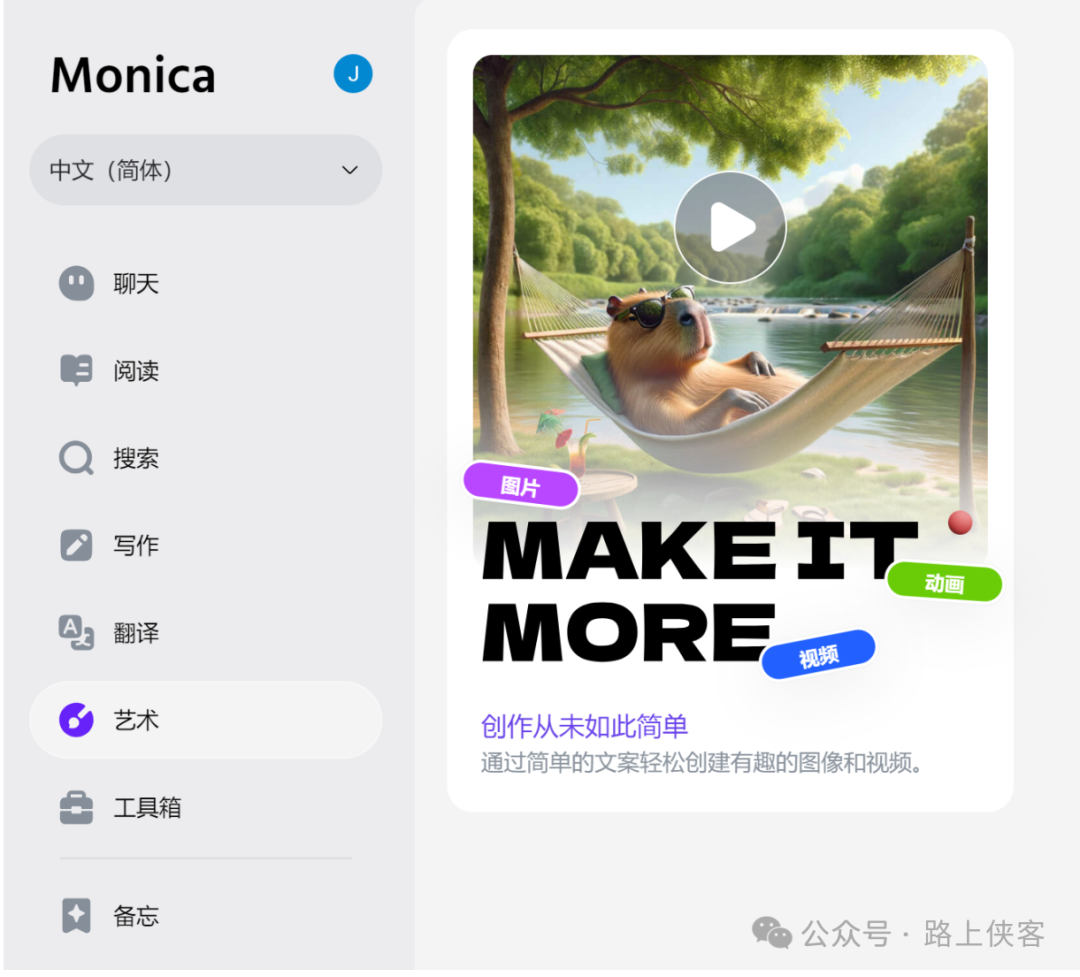 Monica
J
中文（简体）
聊天
阅读
搜索
写作
翻译
艺术
工具箱
备忘
图片
MAKE IT
动画
MORE
视频
创作从未如此简单
通过简单的文案轻松创建有趣的图像和视频。
公众号 · 路上侠客